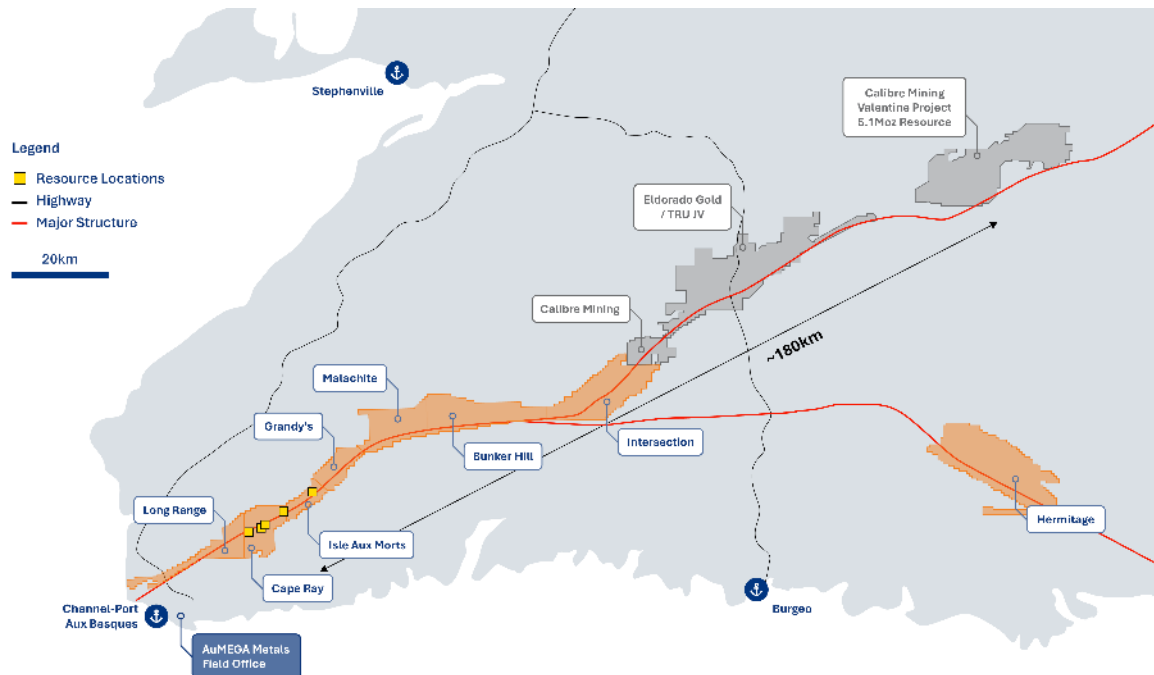 Stephenville
Calibre Mining
Valentine Project
5.1Moz Resource
Legend
Resource Locations
Highway
Major Structure
20km
Eldorado Gold
/ TRU JV
Calibre Mining
~180km
Malachite
Grandy's
Bunker Hill
Intersection
Long Range
Isle Aux Morts
Hermitage
Cape Ray
Channel-Port
Aux Basques
Burgeo
AuMEGA Metals
Field Office